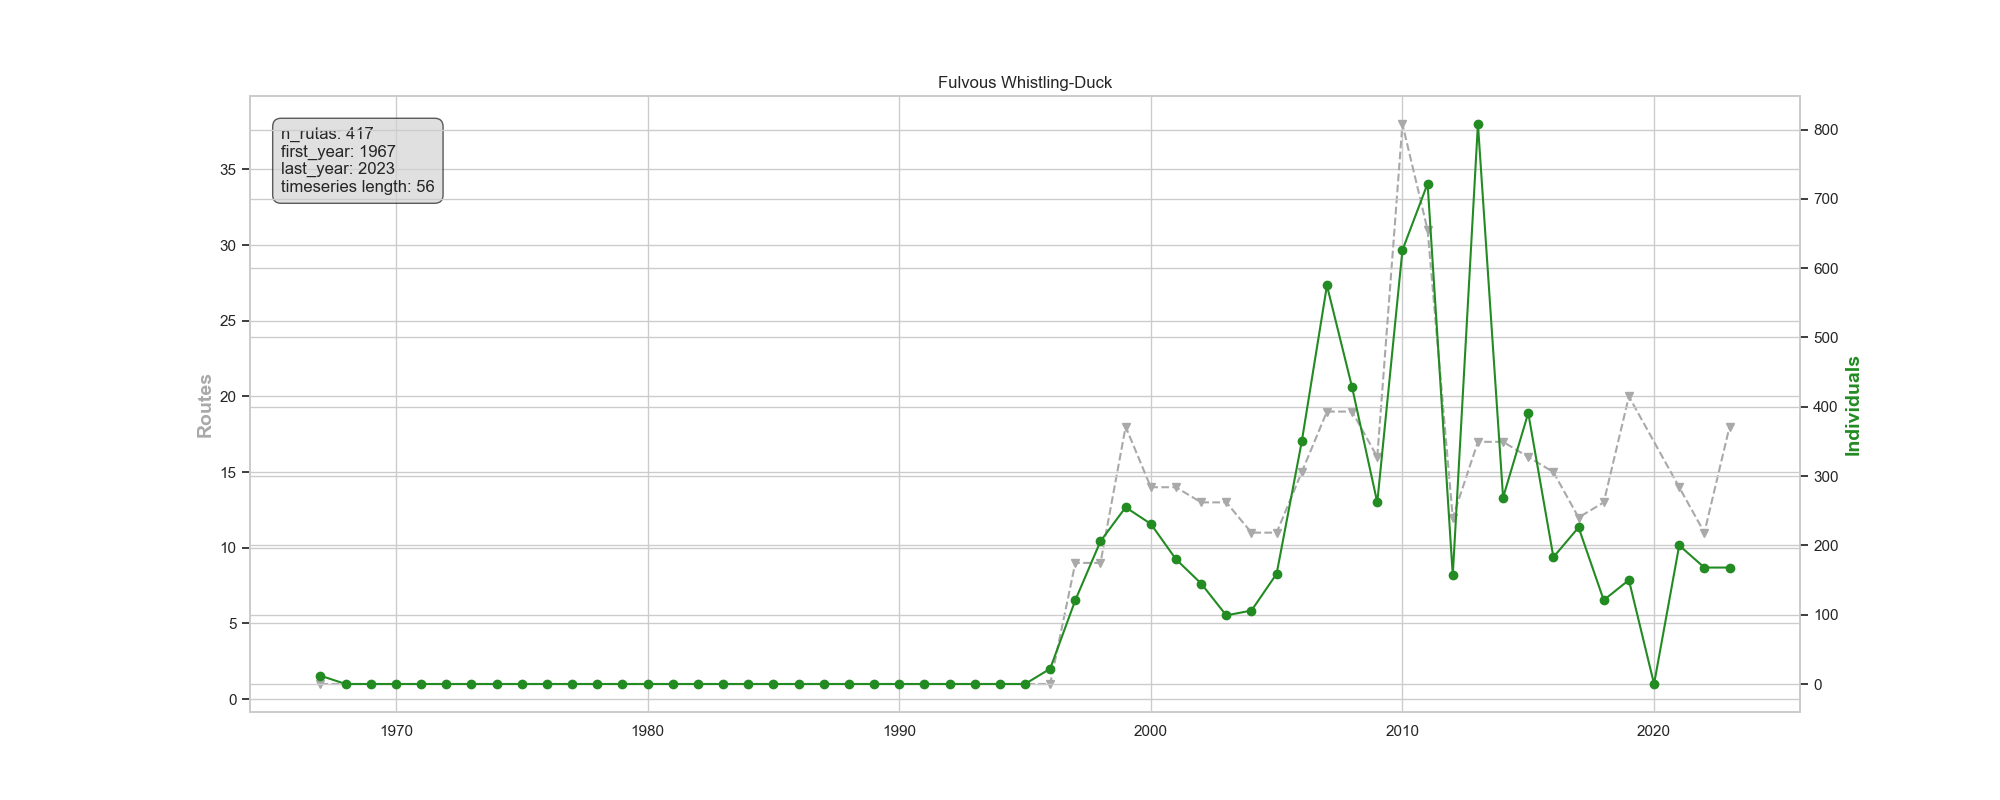 Fulvous Whistling-Duck
n_rutas: 417
first_year: 1967
last_year: 2023
timeseries length: 56
Routes
35
30
25
20
15
10
5
0
800
700
600
500
400
300
200
100
0
Individuals
1970 1980 1990 2000 2010 2020